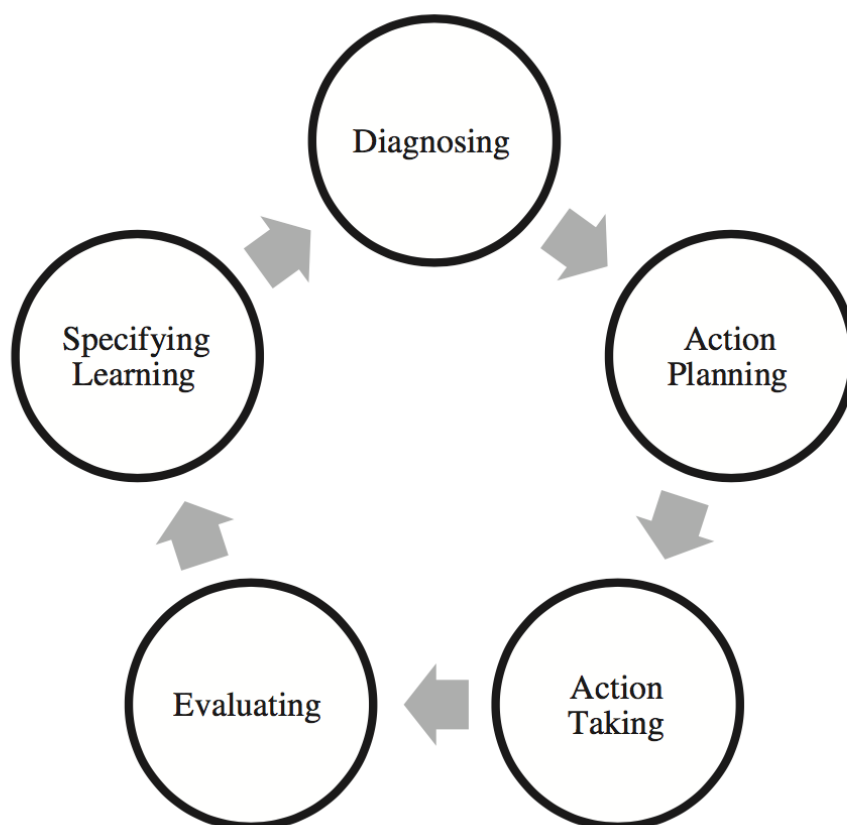 Diagnosing
Action
Planning
Action
Taking
Evaluating
Specifying
Learning